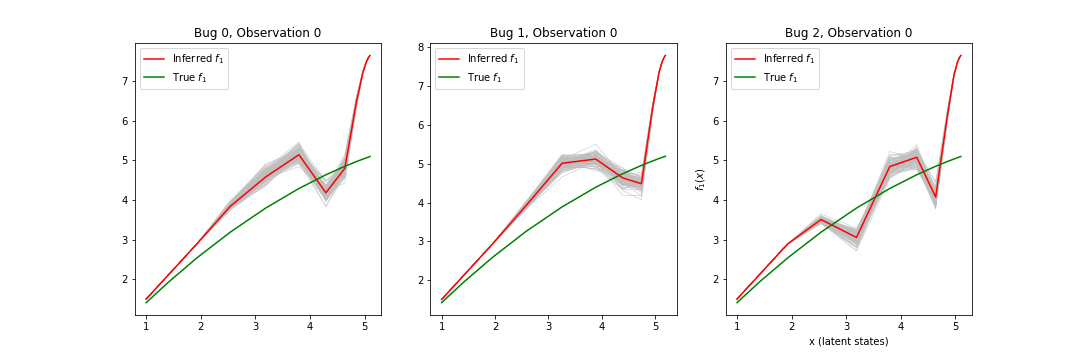 Bug 0, Observation 0
Inferred f₁
True f₁
7
6
5
4
3
2
1 2 3 4 5
Bug 1, Observation 0
Inferred f₁
True f₁
8
7
6
5
4
3
2
1 2 3 4 5
Bug 2, Observation 0
Inferred f₁
True f₁
f₁(x)
7
6
5
4
3
2
1 2 3 4 5
x (latent states)